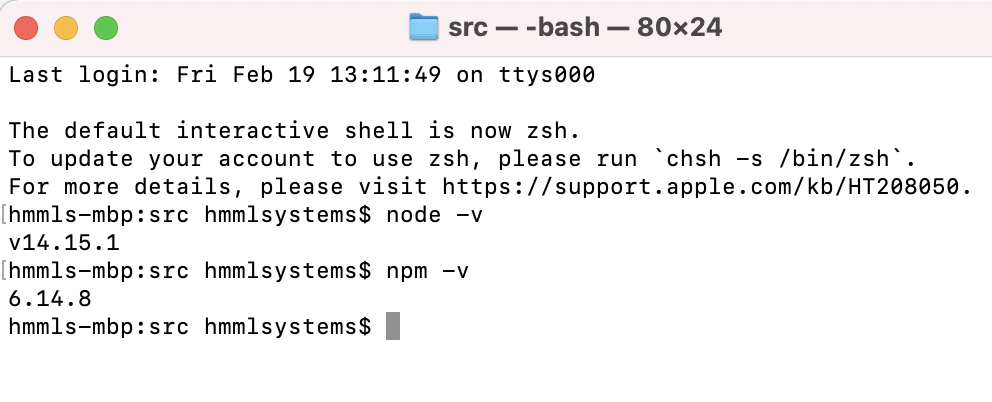 src — -bash — 80×24
Last login: Fri Feb 19 13:11:49 on ttys000
The default interactive shell is now zsh.
To update your account to use zsh, please run `chsh -s /bin/zsh`.
For more details, please visit https://support.apple.com/kb/HT208050.
[hmmls-mbp:src hmmlsystems$ node -v
v14.15.1
[hmmls-mbp:src hmmlsystems$ npm -v
6.14.8
hmmls-mbp:src hmmlsystems$